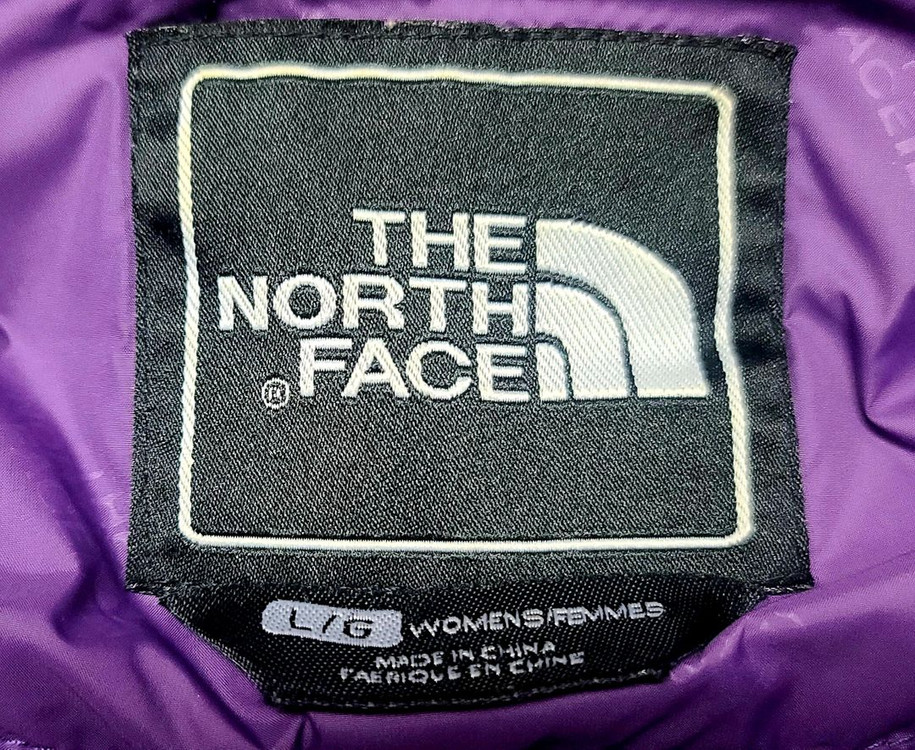 THE
NORTH
® FACE
L/G WOMENS/FEMMES
MADE IN CHINA
FABRIQUE EN CHINE